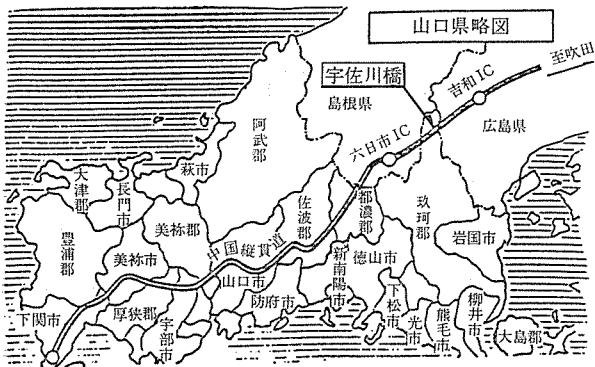 山口県略図
至吹田
吉和IC
宇佐川橋
島根県
広島県
六日市IC
阿武郡
萩市
大津郡
長門市
佐波郡
都濃郡
玖珂郡
美祢郡
豊浦郡
中国縦貫道
岩国市
美祢市
新南陽市
徳山市
山口市
防府市
下松市
厚狭郡
宇部市
光市
熊毛市
柳井市
下関市
大島郡